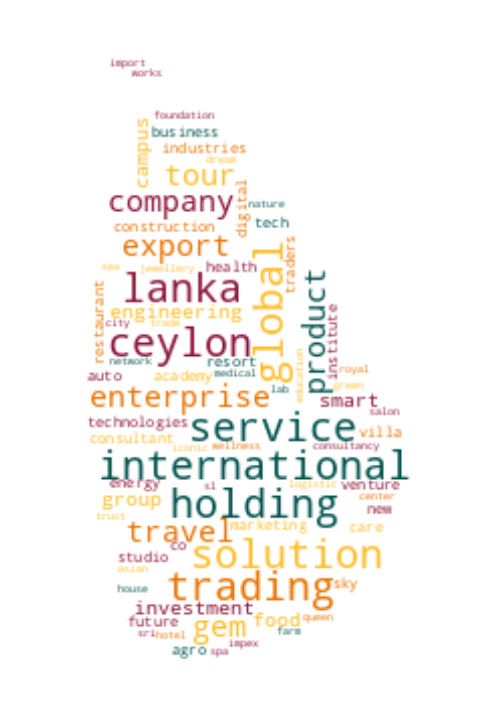 import
works
foundation
campus
business
industries
dream
tour
digital
company
nature
tech
construction
export
traders
global
sea
jewellery
health
lanka
product
restaurant
engineering
institute
city
trade
ceylon
network
resort
education
medical
royal
auto
academy
lab
green
enterprise
smart
salon
technologies
service
villa
consultant
iconic
wellness
consultancy
international
energy
sl
logistic
venture
group
holding
center
new
trust
travel
marketing
care
co
studio
solution
asian
house
trading
sky
investment
future
gem
food
queen
sri
hotel
farm
agro
spa
impex